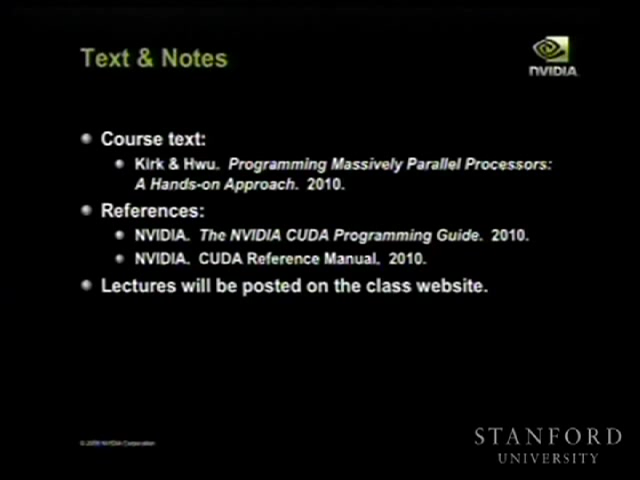 Text & Notes
NVIDIA
Course text:
Kirk & Hwu. Programming Massively Parallel Processors:
A Hands-on Approach. 2010.
References:
NVIDIA. The NVIDIA CUDA Programming Guide. 2010.
NVIDIA. CUDA Reference Manual. 2010.
Lectures will be posted on the class website.
NVIDIA Corporation
STANFORD
UNIVERSITY